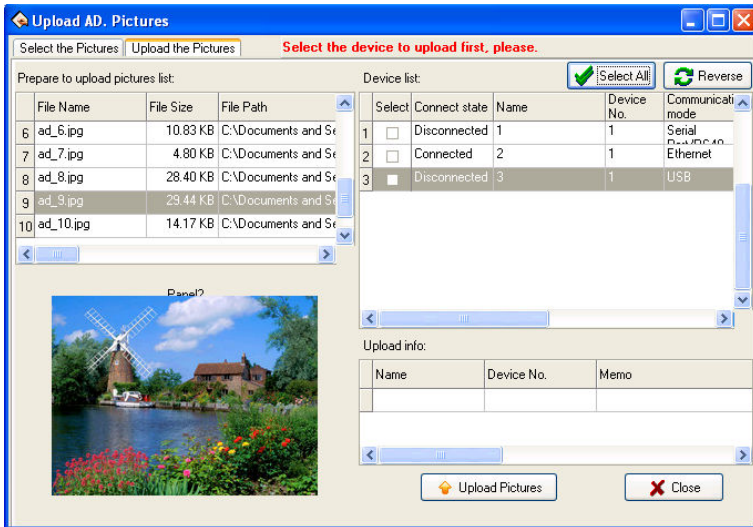 Upload AD. Pictures
Select the Pictures Upload the Pictures Select the device to upload first, please.
Prepare to upload pictures list: Device list: Select All Reverse
File Name File Size File Path
6 ad_6.jpg 10.83 KB C:\Documents and Se
7 ad_7.jpg 4.80 KB C:\Documents and Se
8 ad_8.jpg 28.40 KB C:\Documents and Se
9 ad_9.jpg 29.44 KB C:\Documents and Se
10 ad_10.jpg 14.17 KB C:\Documents and Se
Select Connect state Name Device No. Communicati mode
1 Disconnected 1 1 Serial
2 Connected 2 1 Ethernet
3 Disconnected 3 1 USB
Panel2
Upload info:
Name Device No. Memo
Upload Pictures Close